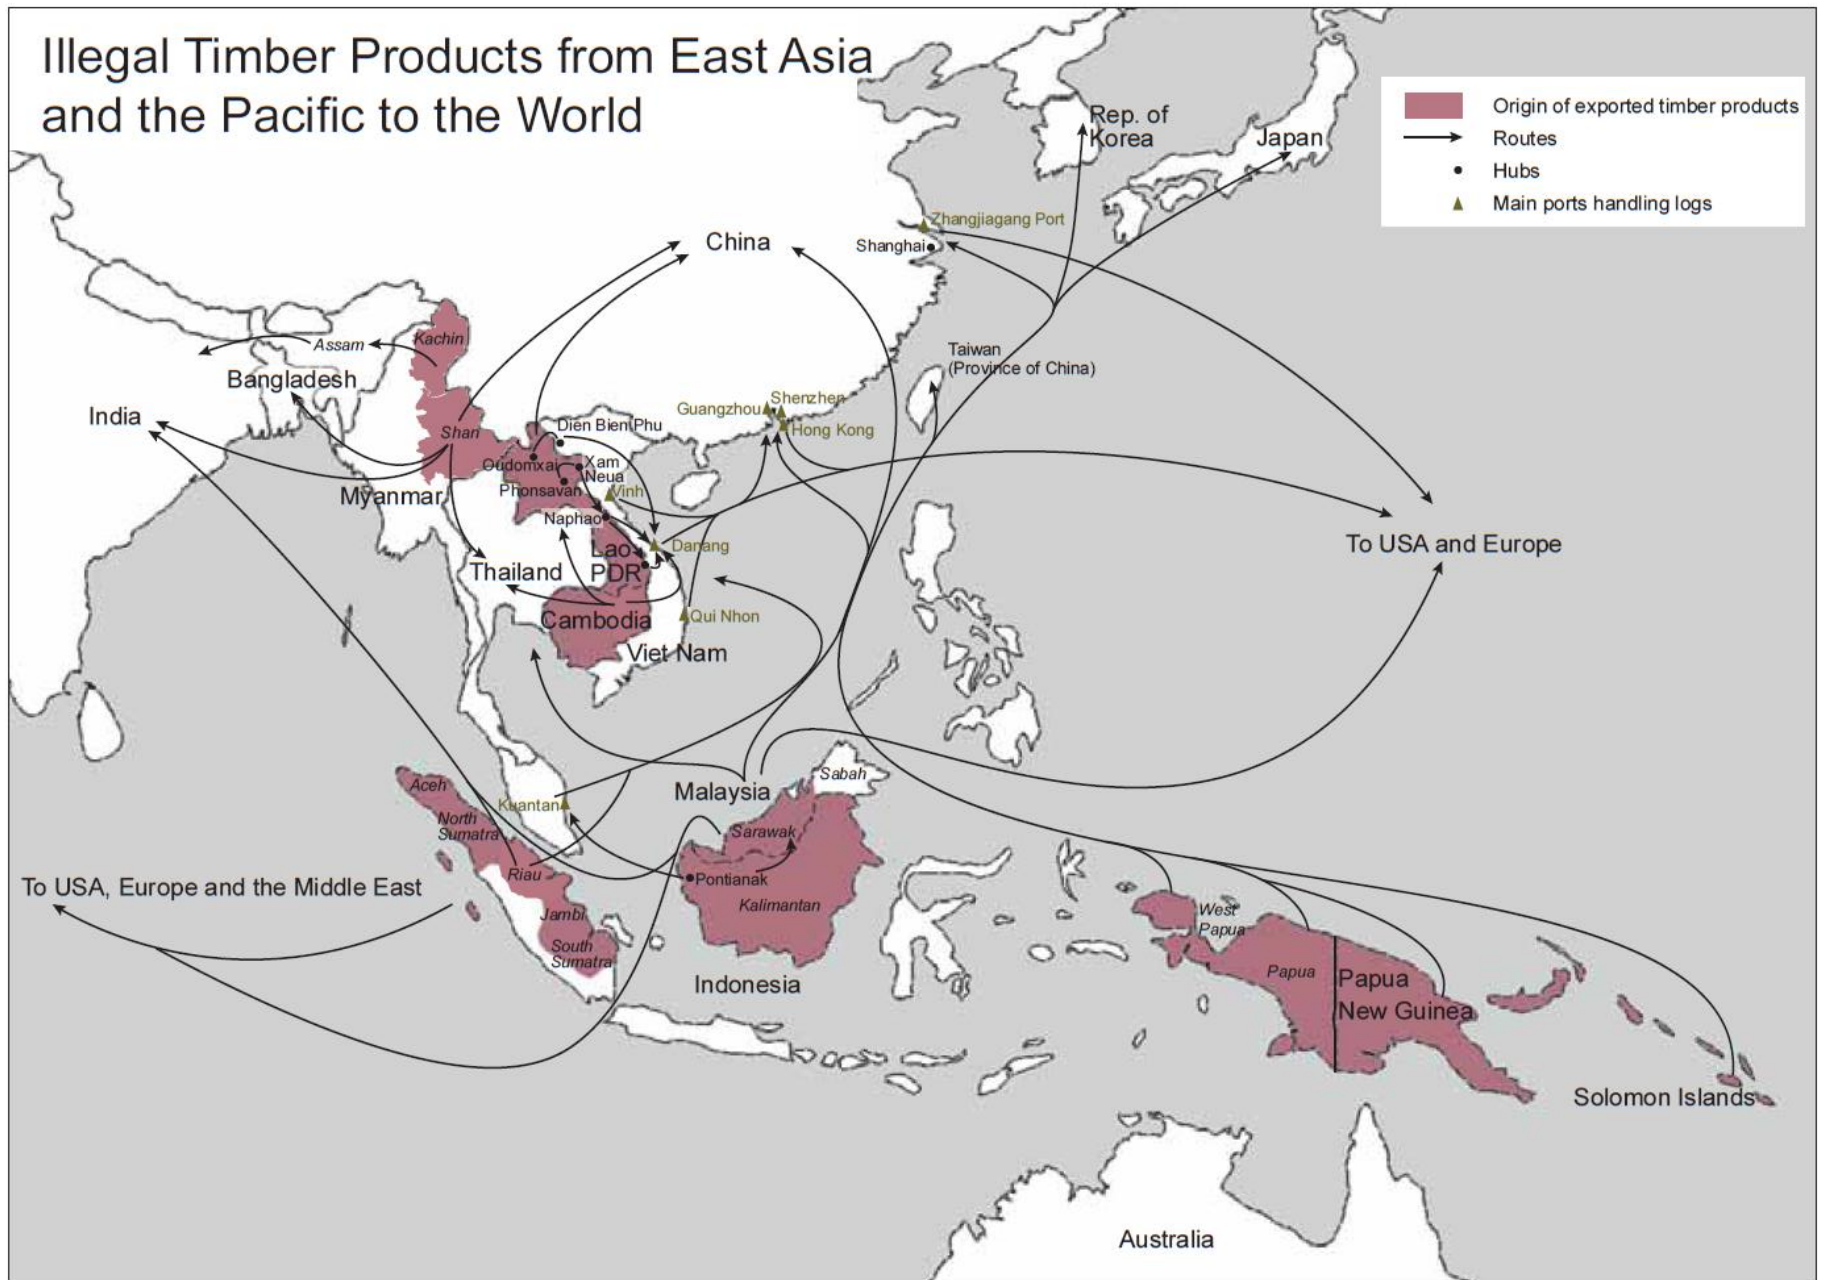 Illegal Timber Products from East Asia
and the Pacific to the World
Origin of exported timber products
Routes
Hubs
Main ports handling logs
Rep. of
Korea
Japan
Zhangjiagang Port
Shanghai
China
Kachin
Assam
Bangladesh
India
Shan
Myanmar
Taiwan
(Province of China)
Shenzhen
Guangzhou
Hong Kong
Dien Bien Phu
Oudomxai
Xam
Neua
Phonsavan
Vinh
Naphao
Danang
Lao
PDR
Thailand
Cambodia
Qui Nhon
Viet Nam
To USA and Europe
Sabah
Malaysia
Aceh
Kuantan
North
Sumatra
Sarawak
Riau
Pontianak
Kalimantan
To USA, Europe and the Middle East
Jambi
South
Sumatra
Indonesia
West
Papua
Papua
Papua
New Guinea
Solomon Islands
Australia